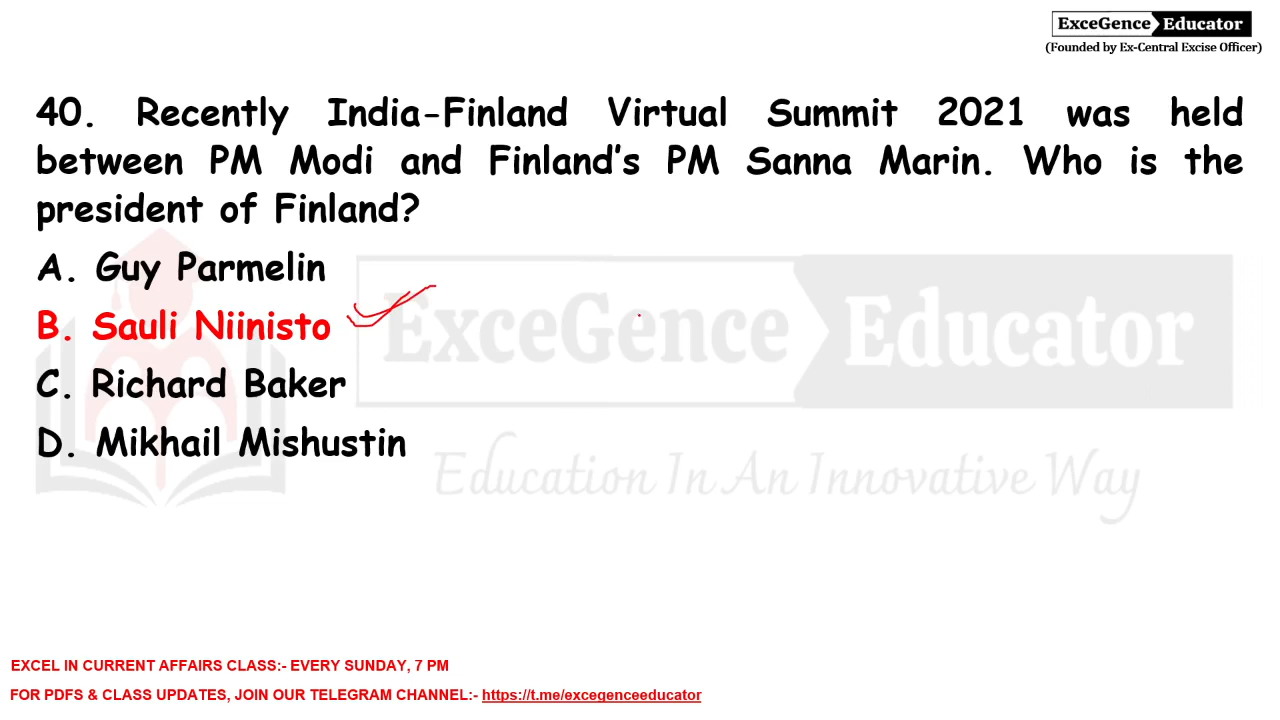 ExceGence Educator
(Founded by Ex-Central Excise Officer)
40. Recently India-Finland Virtual Summit 2021 was held
between PM Modi and Finland's PM Sanna Marin. Who is the
president of Finland?
A. Guy Parmelin
B. Sauli Niinisto
C. Richard Baker
D. Mikhail Mishustin
ExceGence Educator
Education In An Innovative Way
EXCEL IN CURRENT AFFAIRS CLASS:- EVERY SUNDAY, 7 PM
FOR PDFS & CLASS UPDATES, JOIN OUR TELEGRAM CHANNEL:- https://t.me/excegenceeducator